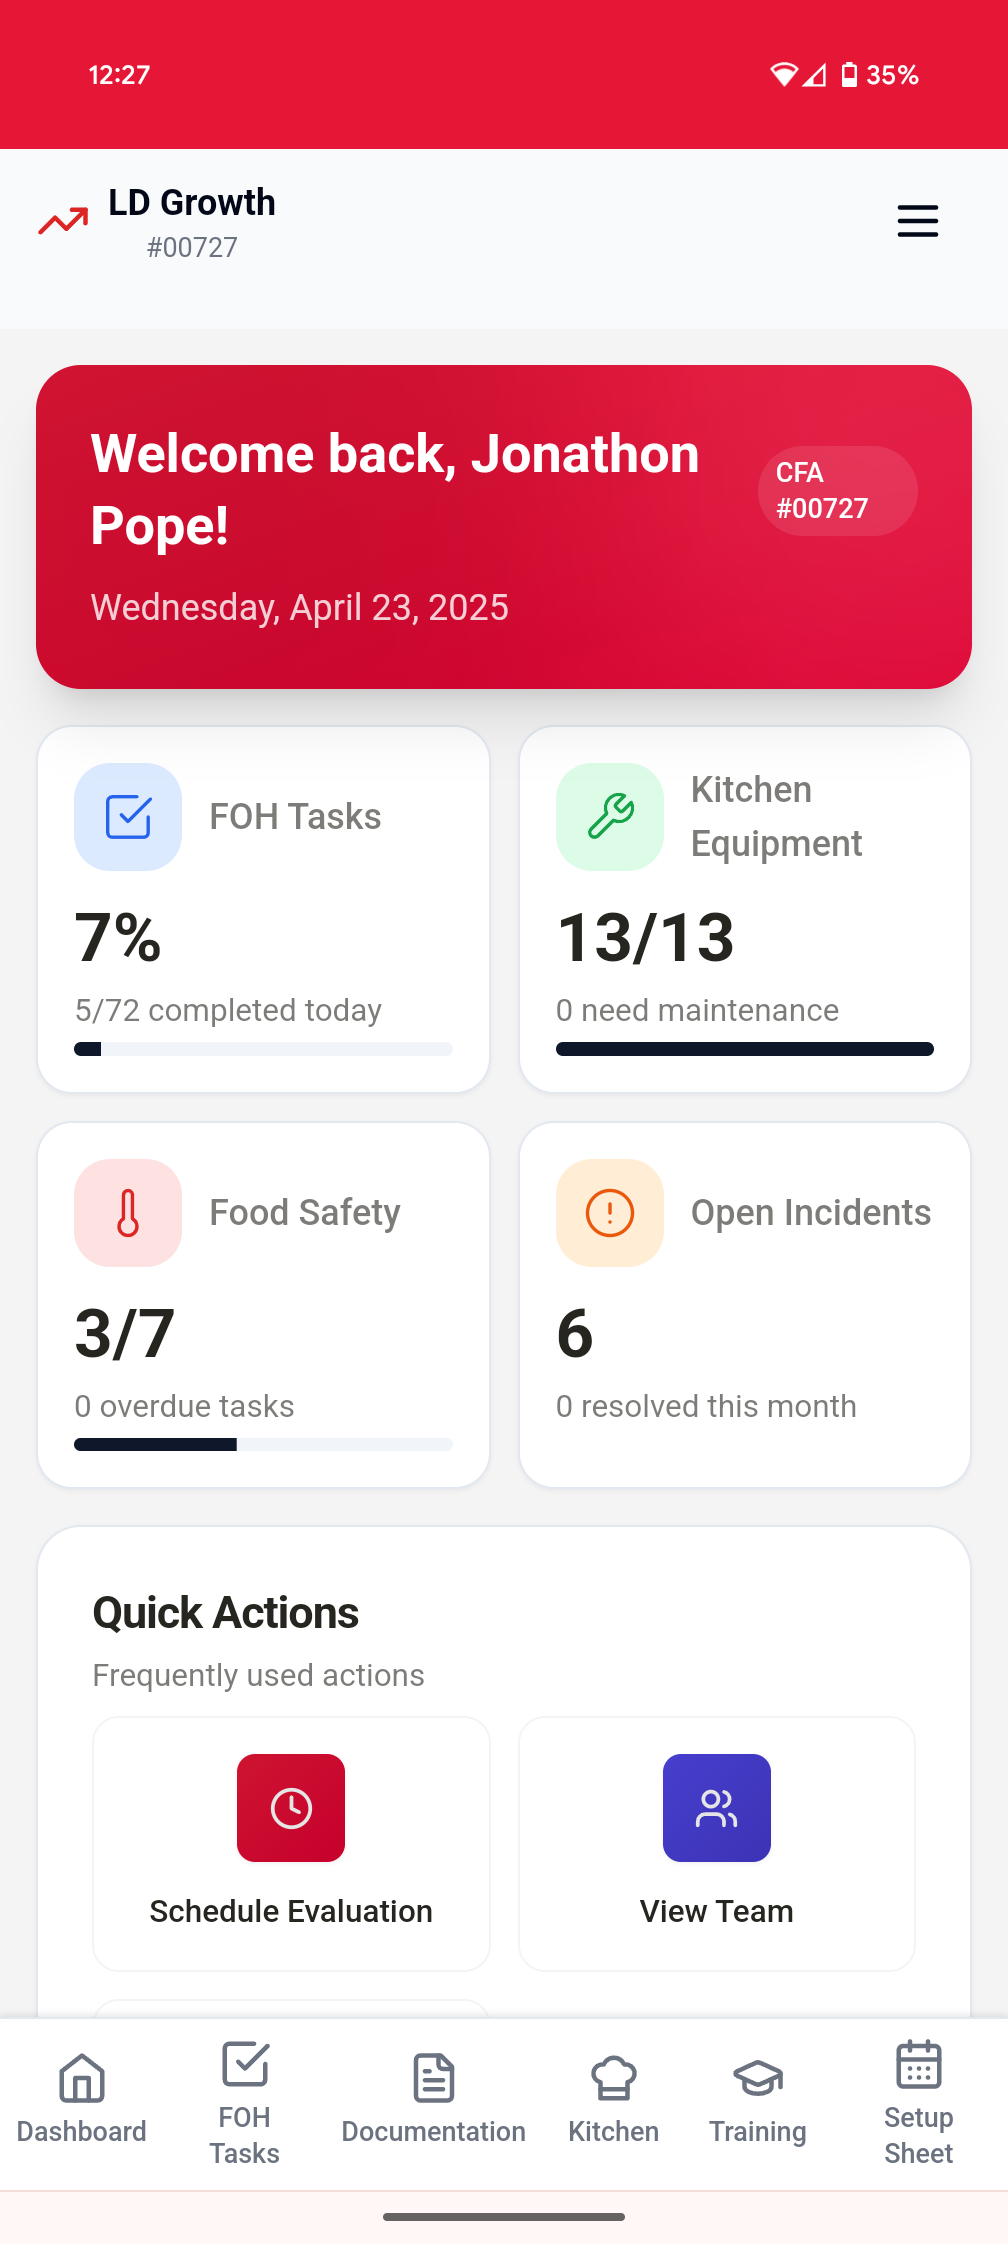 12:27
35%
LD Growth
#00727
Welcome back, Jonathon
Pope!
CFA
#00727
Wednesday, April 23, 2025
FOH Tasks
7%
5/72 completed today
Kitchen
Equipment
13/13
0 need maintenance
Food Safety
3/7
0 overdue tasks
Open Incidents
6
0 resolved this month
Quick Actions
Frequently used actions
Schedule Evaluation
View Team
Dashboard
FOH
Tasks
Documentation
Kitchen
Training
Setup
Sheet